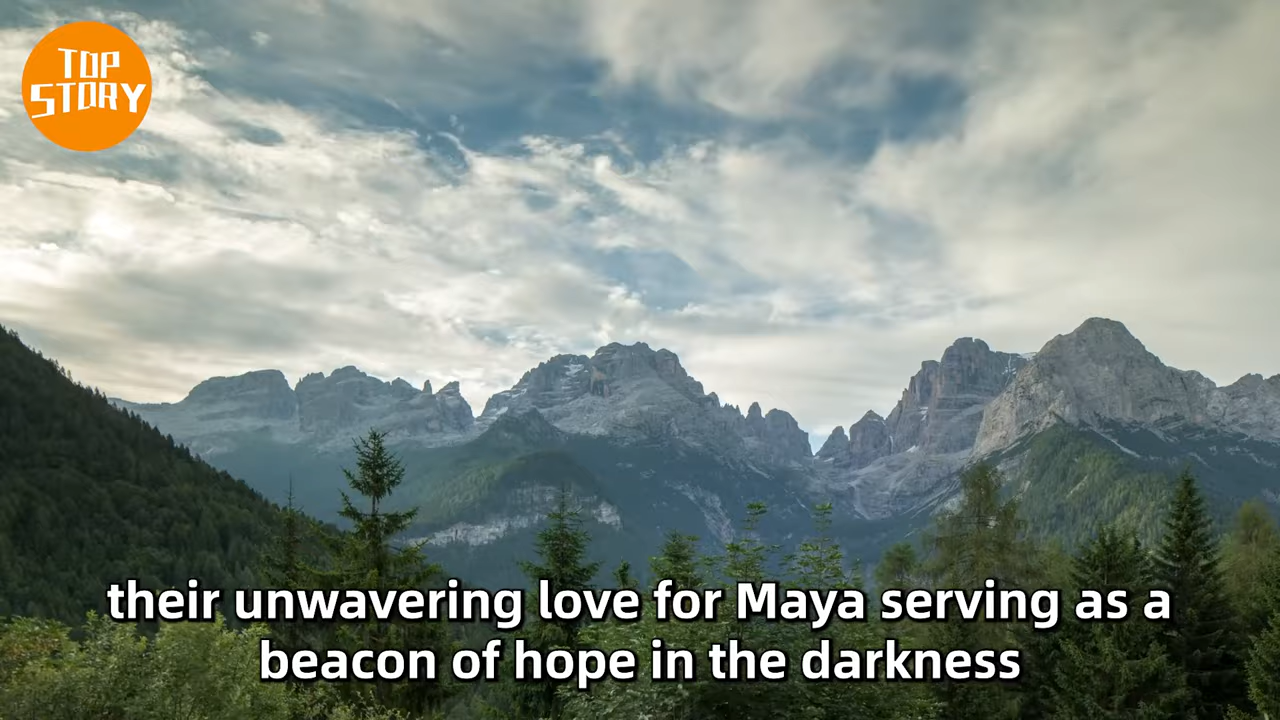 TOP
STORY
their unwavering love for Maya serving as a
beacon of hope in the darkness